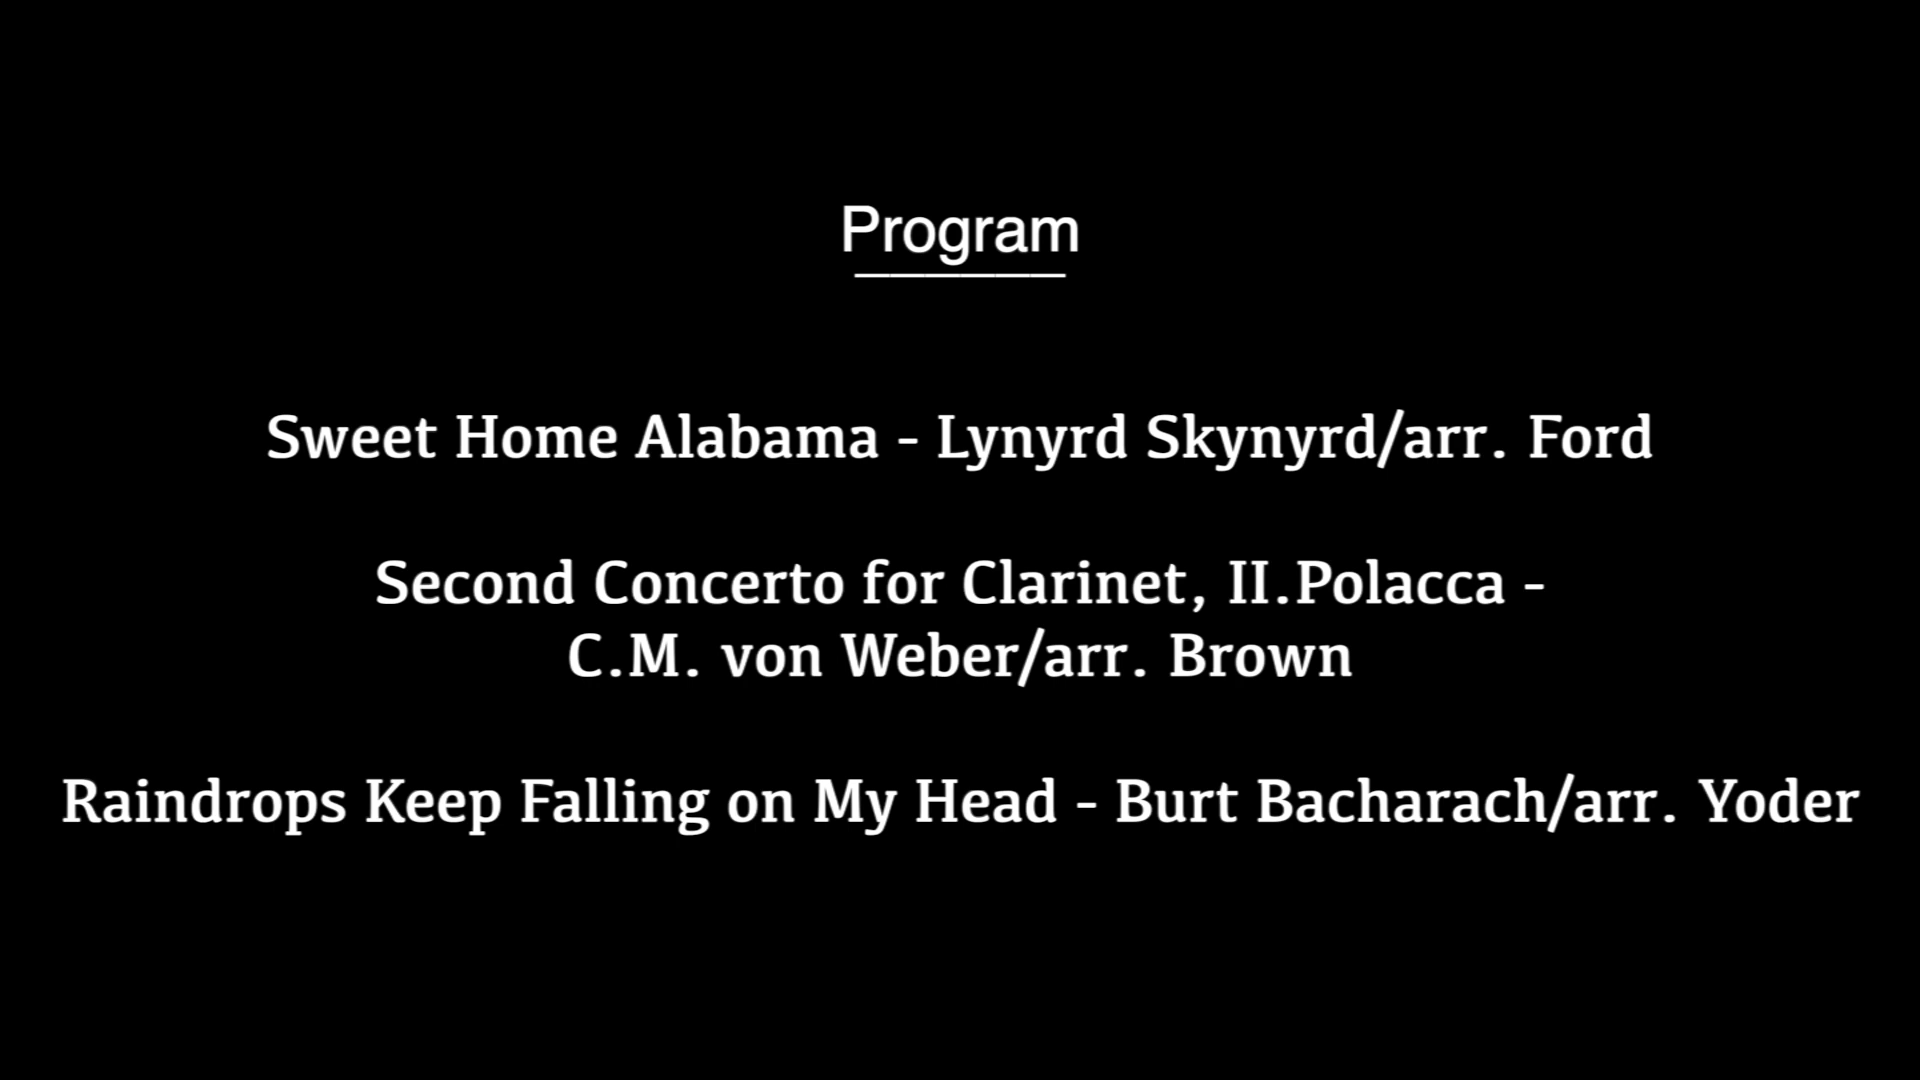 Program
Sweet Home Alabama - Lynyrd Skynyrd/arr. Ford
Second Concerto for Clarinet, II.Polacca -
C.M. von Weber/arr. Brown
Raindrops Keep Falling on My Head - Burt Bacharach/arr. Yoder